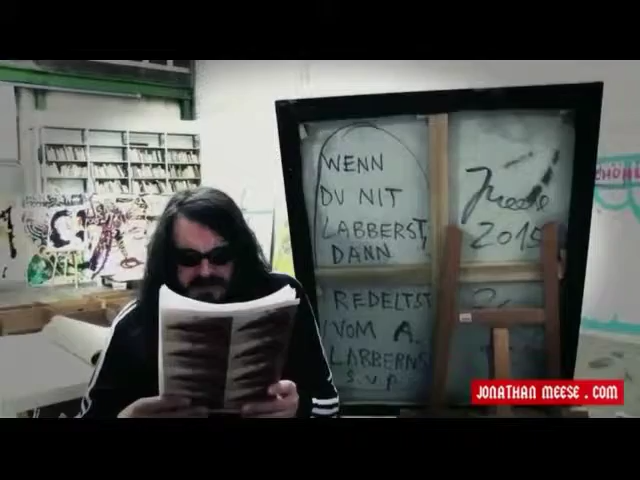 WENN
DU NIT
LABBERST,
DANN
REDELTST
VOM A.
LABBERNS
S.V.P.
Meese
2015
JONATHAN MEESE . COM